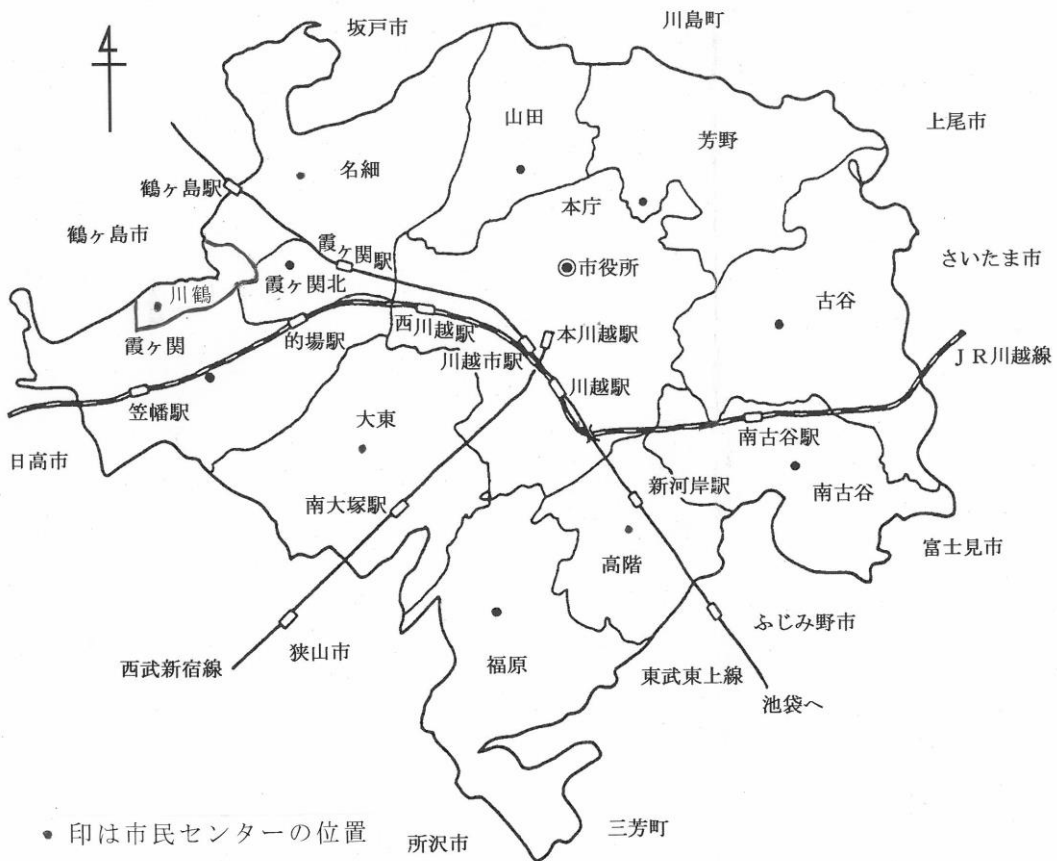 坂戸市
川島町
上尾市
山田
芳野
名細
鶴ヶ島駅
本庁
鶴ヶ島市
霞ヶ関駅
さいたま市
霞ヶ関北
市役所
古谷
川鶴
霞ヶ関
的場駅
西川越駅
本川越駅
川越市駅
ＪＲ川越線
川越駅
笠幡駅
大東
南古谷駅
日高市
新河岸駅
南古谷
南大塚駅
富士見市
高階
ふじみ野市
狭山市
西武新宿線
福原
東武東上線
池袋へ
三芳町
所沢市
● 印は市民センターの位置